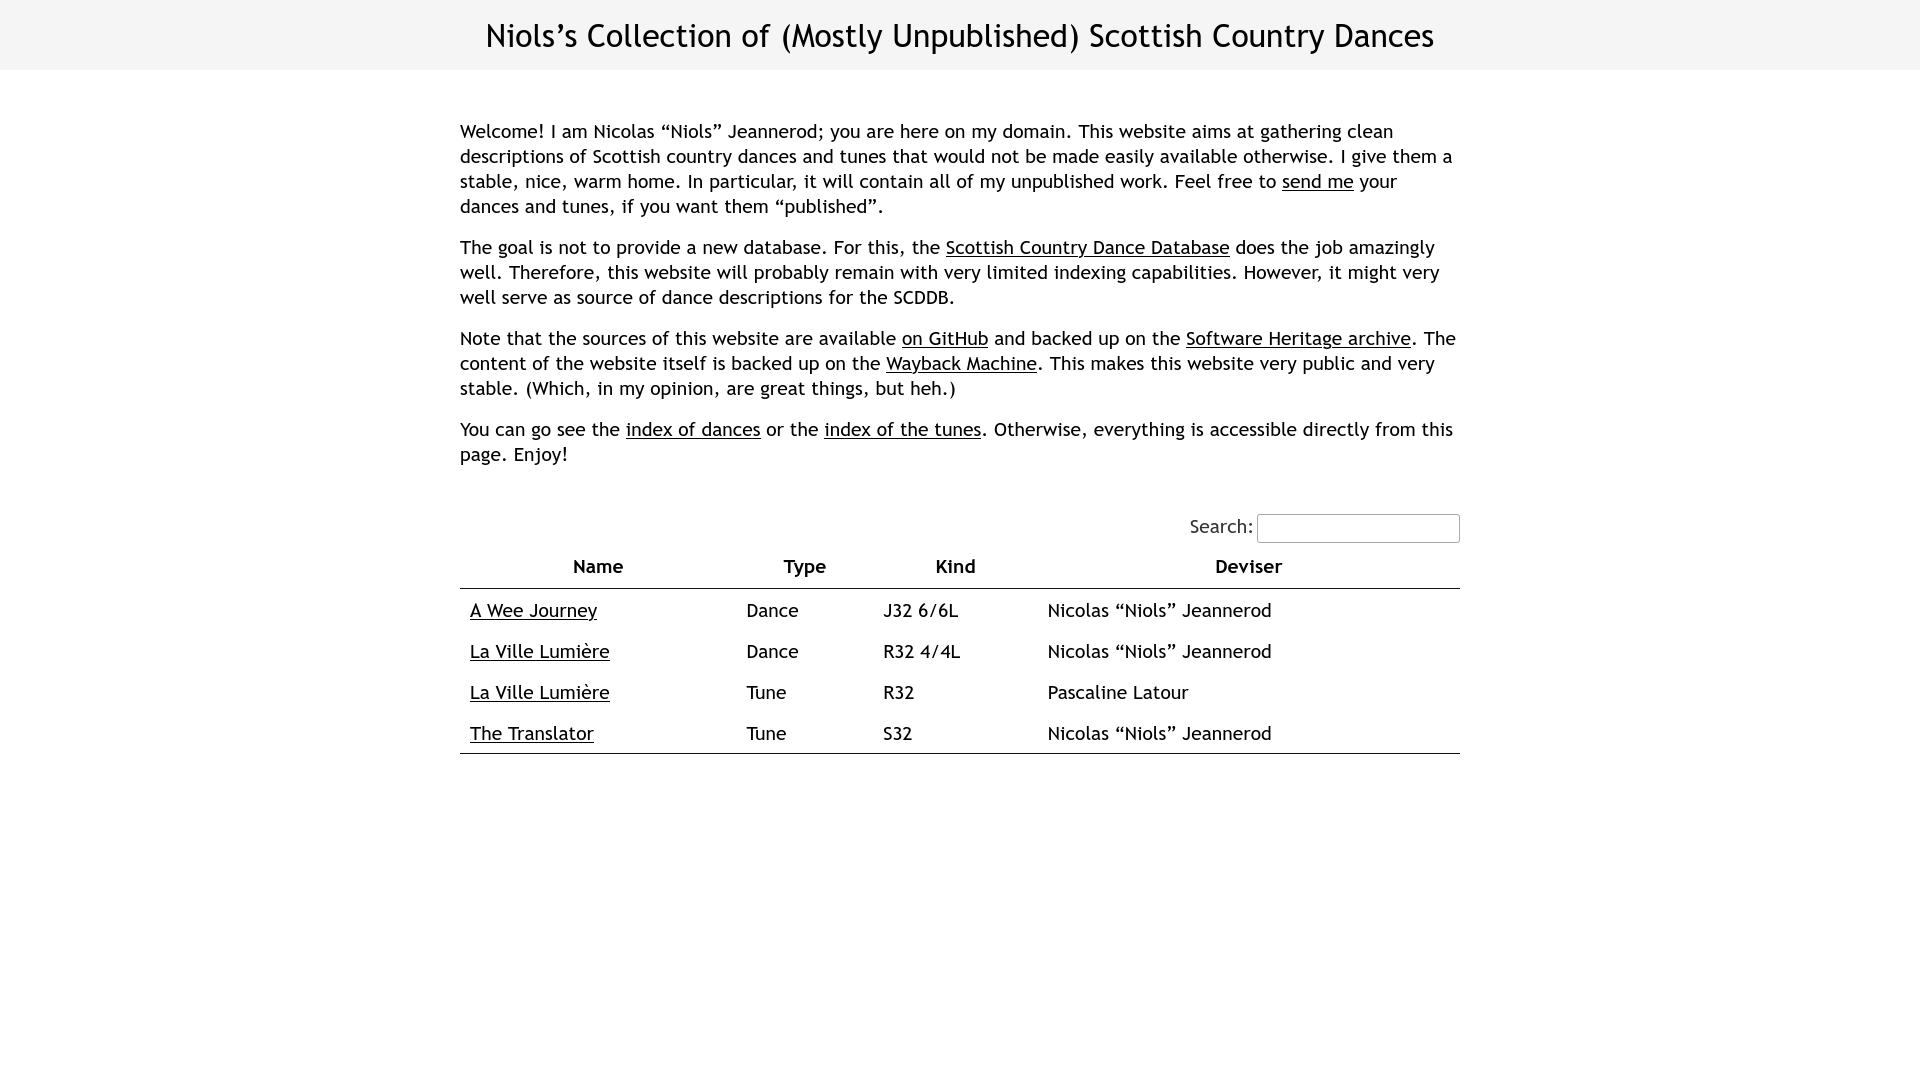 Niols’s Collection of (Mostly Unpublished) Scottish Country Dances
Welcome! I am Nicolas “Niols” Jeannerod; you are here on my domain. This website aims at gathering clean
descriptions of Scottish country dances and tunes that would not be made easily available otherwise. I give them a
stable, nice, warm home. In particular, it will contain all of my unpublished work. Feel free to send me your
dances and tunes, if you want them “published”.
The goal is not to provide a new database. For this, the Scottish Country Dance Database does the job amazingly
well. Therefore, this website will probably remain with very limited indexing capabilities. However, it might very
well serve as source of dance descriptions for the SCDDB.
Note that the sources of this website are available on GitHub and backed up on the Software Heritage archive. The
content of the website itself is backed up on the Wayback Machine. This makes this website very public and very
stable. (Which, in my opinion, are great things, but heh.)
You can go see the index of dances or the index of the tunes. Otherwise, everything is accessible directly from this
page. Enjoy!
Search:
Name Type Kind Deviser
A Wee Journey Dance J32 6/6L Nicolas “Niols” Jeannerod
La Ville Lumière Dance R32 4/4L Nicolas “Niols” Jeannerod
La Ville Lumière Tune R32 Pascaline Latour
The Translator Tune S32 Nicolas “Niols” Jeannerod